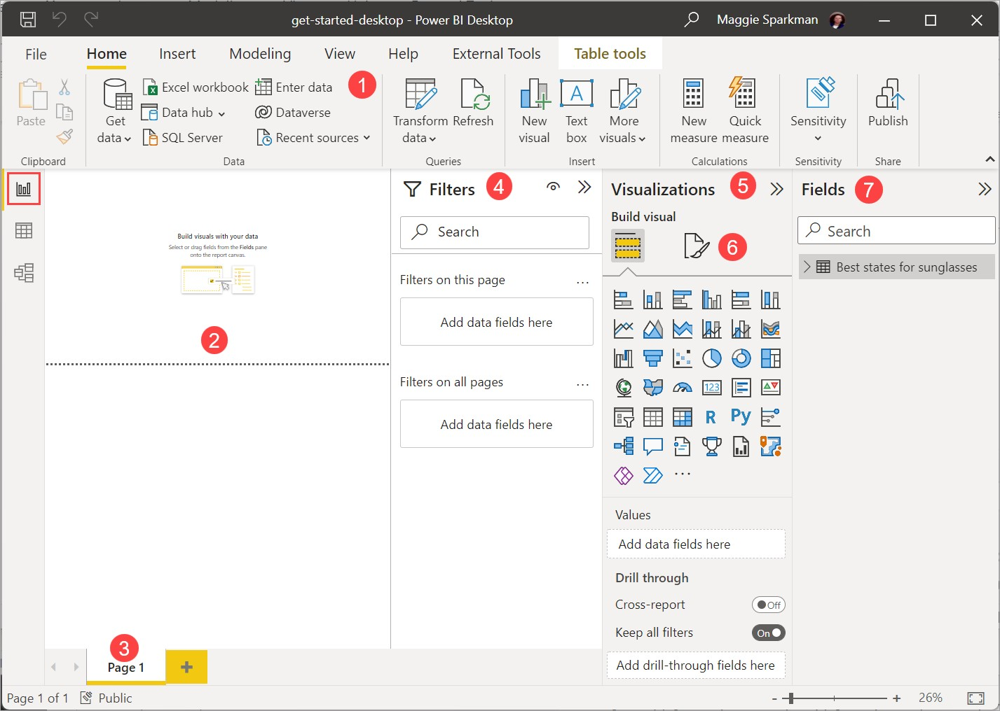 get-started-desktop - Power BI Desktop
Maggie Sparkman
File Home Insert Modeling View Help External Tools Table tools
Paste
Clipboard
Get data
Excel workbook
Data hub
SQL Server
Enter data
Dataverse
Recent sources
1
Data
Transform data
Refresh
Queries
New visual
Text box
More visuals
Insert
New measure
Quick measure
Calculations
Sensitivity
Sensitivity
Publish
Share
Build visuals with your data
Select or drag fields from the Fields pane
onto the report canvas.
2
Filters
4
Search
Filters on this page
...
Add data fields here
Filters on all pages
...
Add data fields here
Visualizations
5
Build visual
6
123
R
Py
...
Values
Add data fields here
Drill through
Cross-report
Off
Keep all filters
On
Add drill-through fields here
Fields
7
Search
Best states for sunglasses
3
Page 1
+
Page 1 of 1
Public
- +
26%